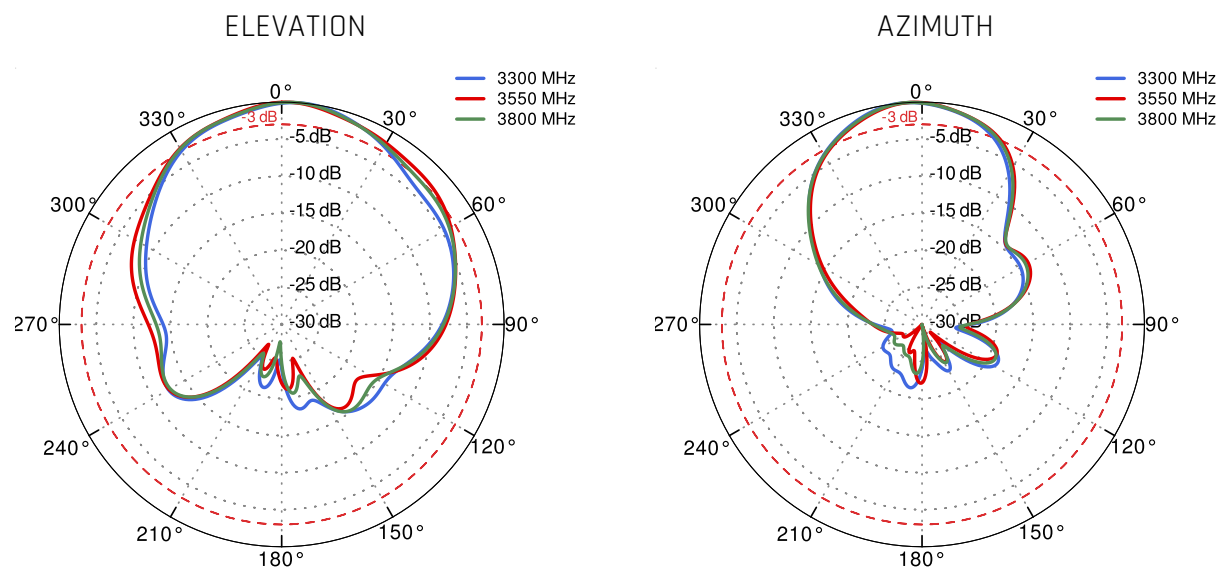 ELEVATION
3300 MHz
3550 MHz
3800 MHz
0°
-3 dB
330°
30°
-5 dB
-10 dB
300°
60°
-15 dB
-20 dB
-25 dB
270°
-30 dB
90°
240°
120°
210°
150°
180°
AZIMUTH
3300 MHz
3550 MHz
3800 MHz
0°
-3 dB
330°
30°
-5 dB
-10 dB
300°
60°
-15 dB
-20 dB
-25 dB
270°
-30 dB
90°
240°
120°
210°
150°
180°